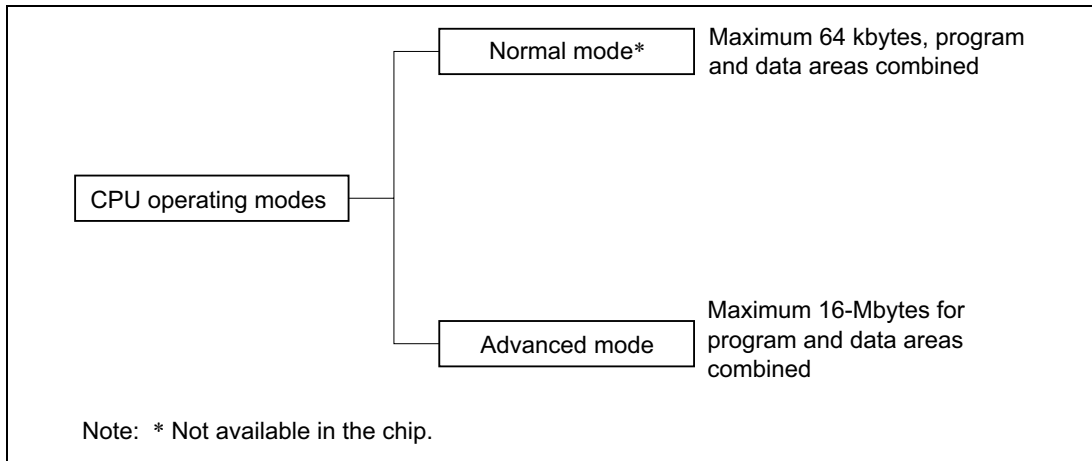 Normal mode*
Maximum 64 kbytes, program
and data areas combined
CPU operating modes
Advanced mode
Maximum 16-Mbytes for
program and data areas
combined
Note: * Not available in the chip.